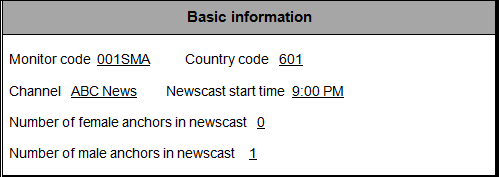 Basic information
Monitor code 001SMA Country code 601
Channel ABC News Newscast start time 9:00 PM
Number of female anchors in newscast 0
Number of male anchors in newscast 1